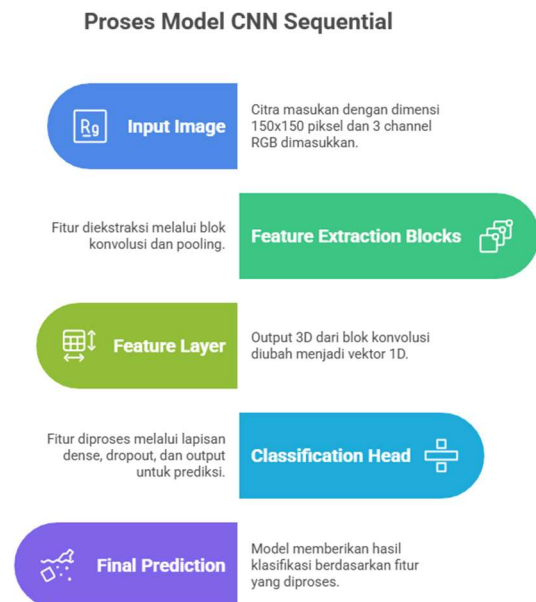 Proses Model CNN Sequential
Rg
Input Image
Citra masukan dengan dimensi
150x150 piksel dan 3 channel
RGB dimasukkan.
Fitur diekstraksi melalui blok
konvolusi dan pooling.
Feature Extraction Blocks
Feature Layer
Output 3D dari blok konvolusi
diubah menjadi vektor 1D.
Fitur diproses melalui lapisan
dense, dropout, dan output
untuk prediksi.
Classification Head
Final Prediction
Model memberikan hasil
klasifikasi berdasarkan fitur
yang diproses.